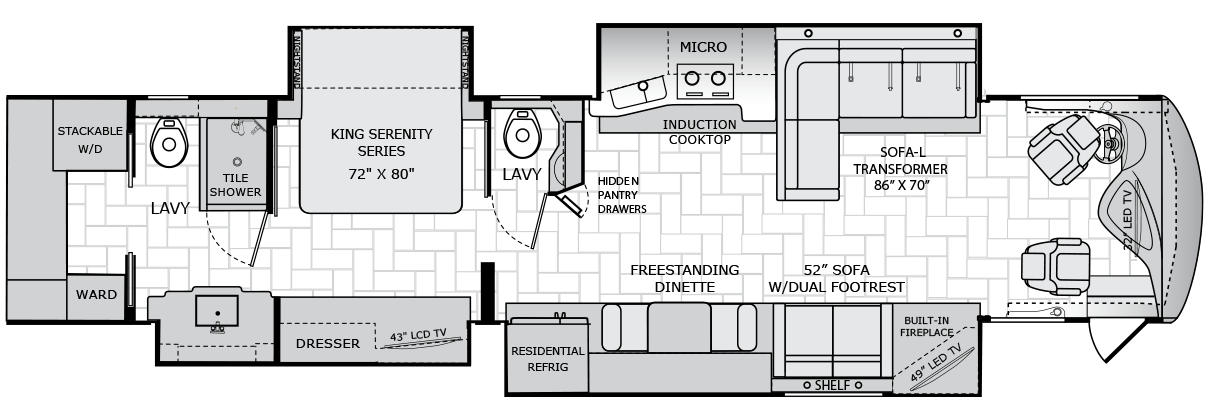 STACKABLE
W/D
LAVY
TILE
SHOWER
WARD
NIGHTSTAND
NIGHTSTAND
KING SERENITY
SERIES
72" X 80"
DRESSER
43" LCD TV
LAVY
HIDDEN
PANTRY
DRAWERS
MICRO
INDUCTION
COOKTOP
SOFA-L
TRANSFORMER
86” X 70”
FREESTANDING
DINETTE
52” SOFA
W/DUAL FOOTREST
RESIDENTIAL
REFRIG
SHELF
BUILT-IN
FIREPLACE
49” LED TV
32" LED TV